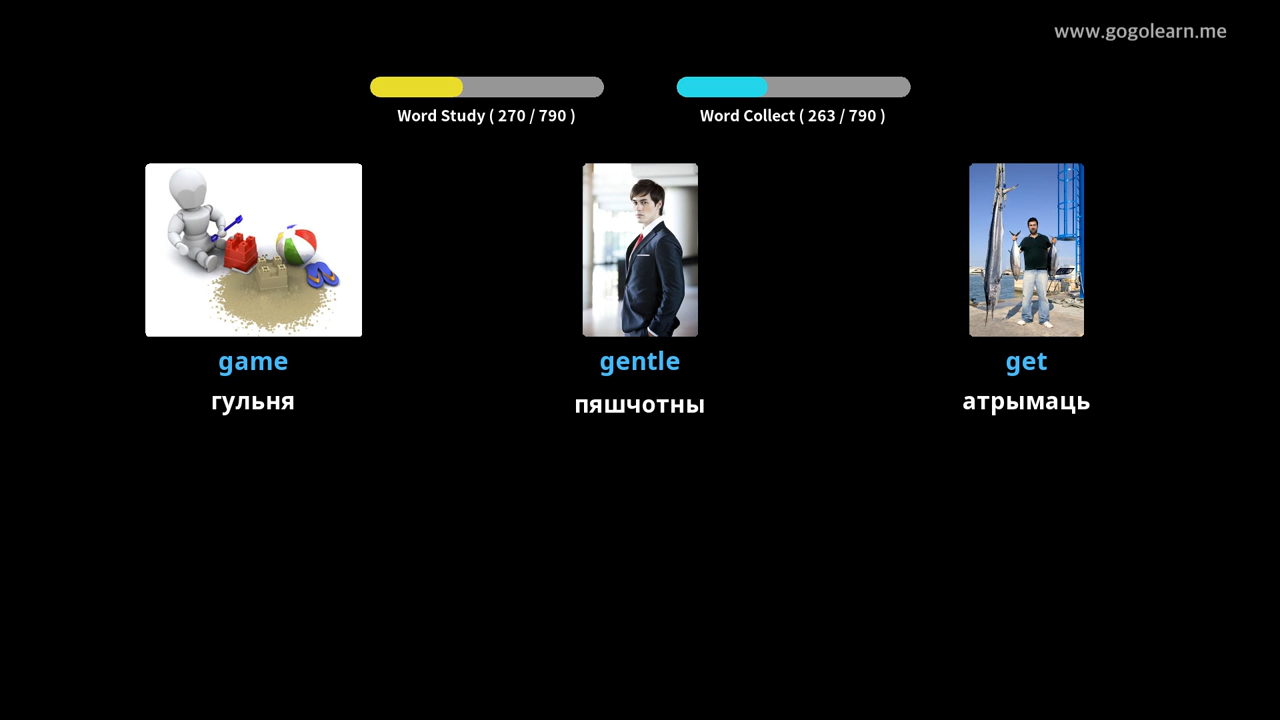 www.gogolearn.me
Word Study ( 270 / 790 )
Word Collect ( 263 / 790 )
game
gentle
get
гульня
пяшчотны
атрымаць